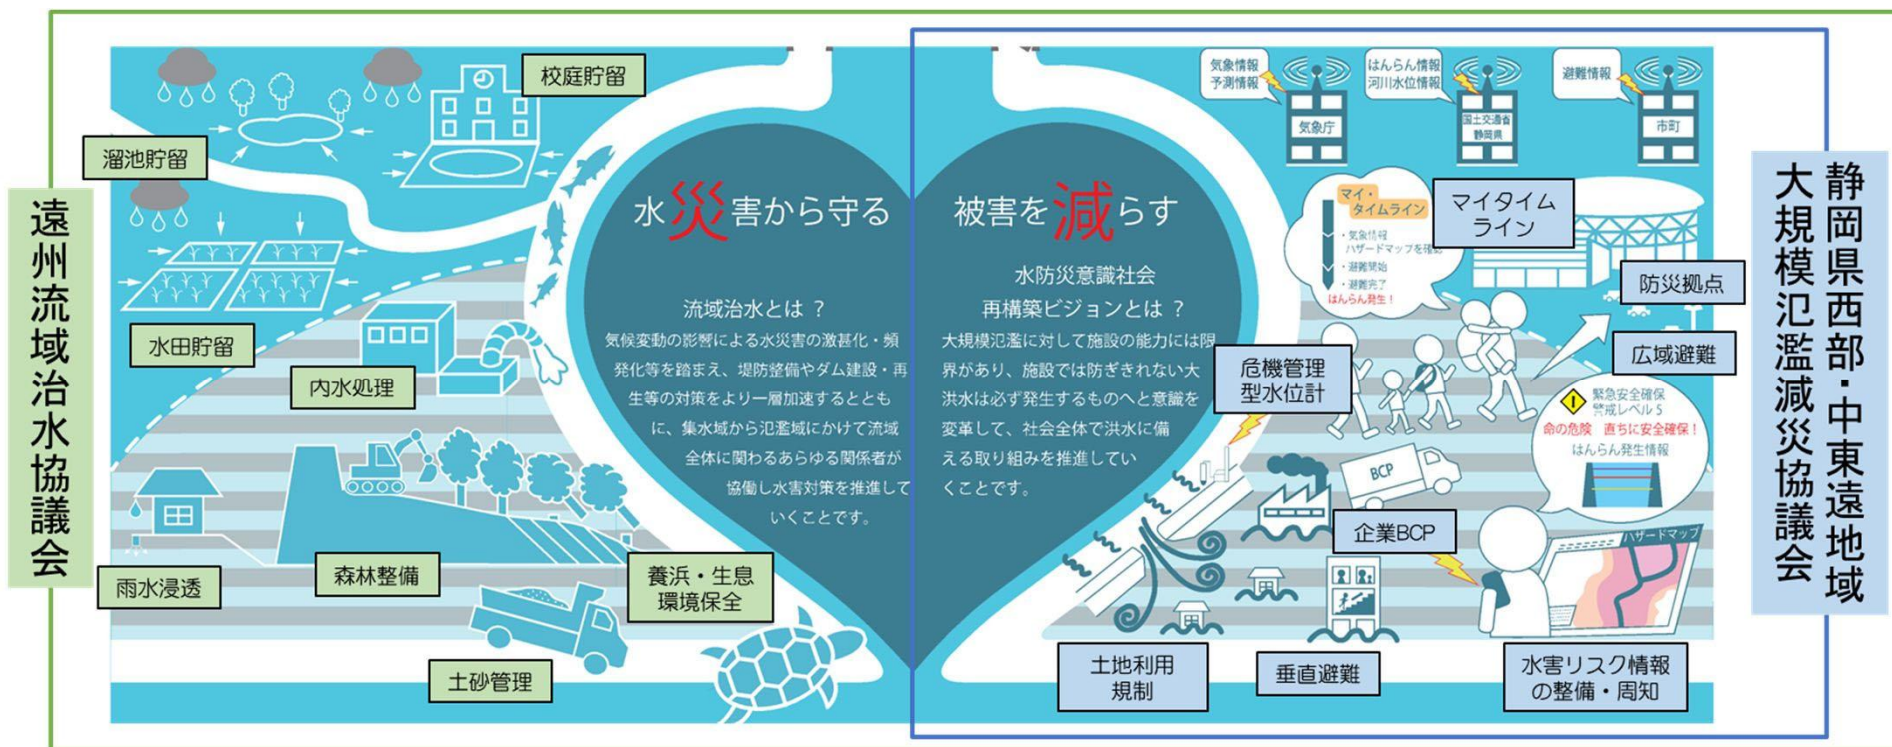 遠州流域治水協議会
校庭貯留
溜池貯留
水田貯留
内水処理
雨水浸透
森林整備
養浜・生息
環境保全
土砂管理
水災害から守る
流域治水とは？
気候変動の影響による水災害の激甚化・頻
発化等を踏まえ、堤防整備やダム建設・再
生等の対策をより一層加速するととも
に、集水域から氾濫域にかけて流域
全体に関わるあらゆる関係者が
協働し水害対策を推進して
いくことです。
被害を減らす
水防災意識社会
再構築ビジョンとは？
大規模氾濫に対して施設の能力には限
界があり、施設では防ぎきれない大
洪水は必ず発生するものへと意識を
変革して、社会全体で洪水に備
える取り組みを推進してい
くことです。
気象情報
予測情報
気象庁
はんらん情報
河川水位情報
国土交通省
静岡県
避難情報
市町
マイ・
タイムライン
・気象情報
ハザードマップを確認
・避難開始
・避難完了
はんらん発生！
マイタイム
ライン
防災拠点
広域避難
危機管理
型水位計
緊急安全確保
警戒レベル5
命の危険 直ちに安全確保！
はんらん発生情報
BCP
企業BCP
ハザードマップ
土地利用
規制
垂直避難
水害リスク情報
の整備・周知
静岡県西部・中東遠地域
大規模氾濫減災協議会